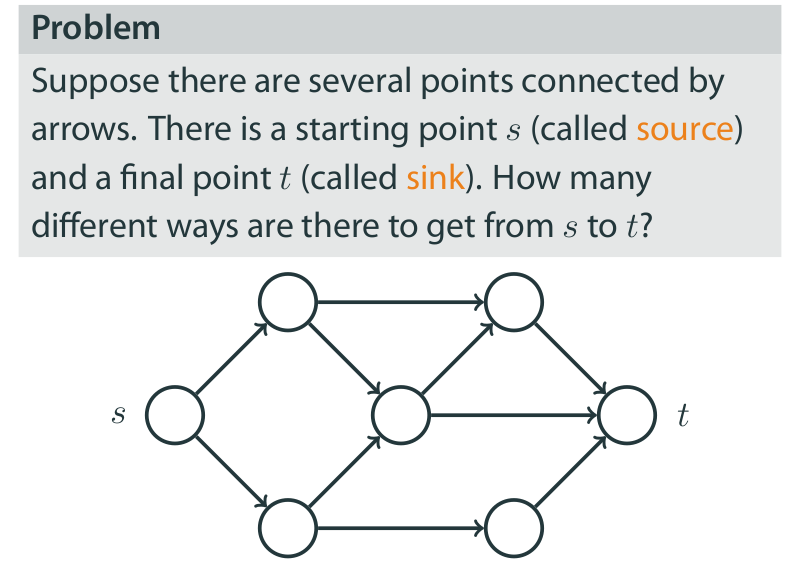 Problem
Suppose there are several points connected by
arrows. There is a starting point s (called source)
and a final point t (called sink). How many
different ways are there to get from s to t?
s
t